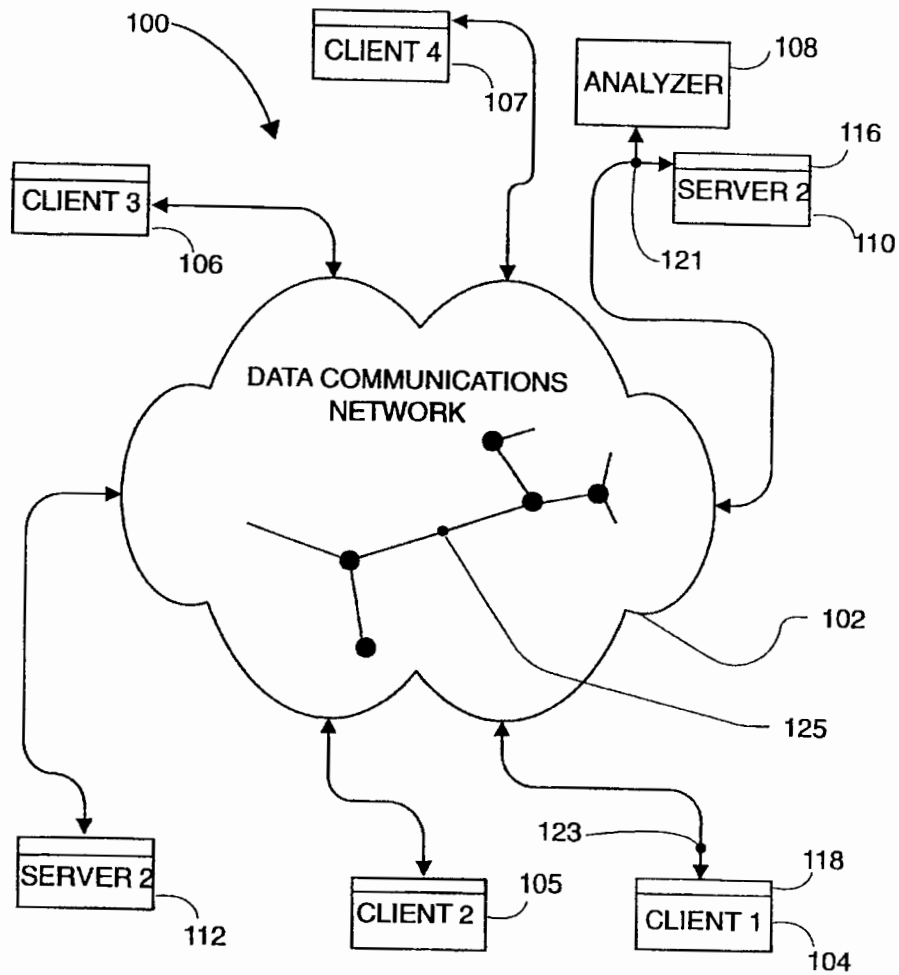 100
CLIENT 4
107
ANALYZER
108
116
SERVER 2
110
121
CLIENT 3
106
DATA COMMUNICATIONS
NETWORK
102
125
123
SERVER 2
112
CLIENT 2
105
118
CLIENT 1
104